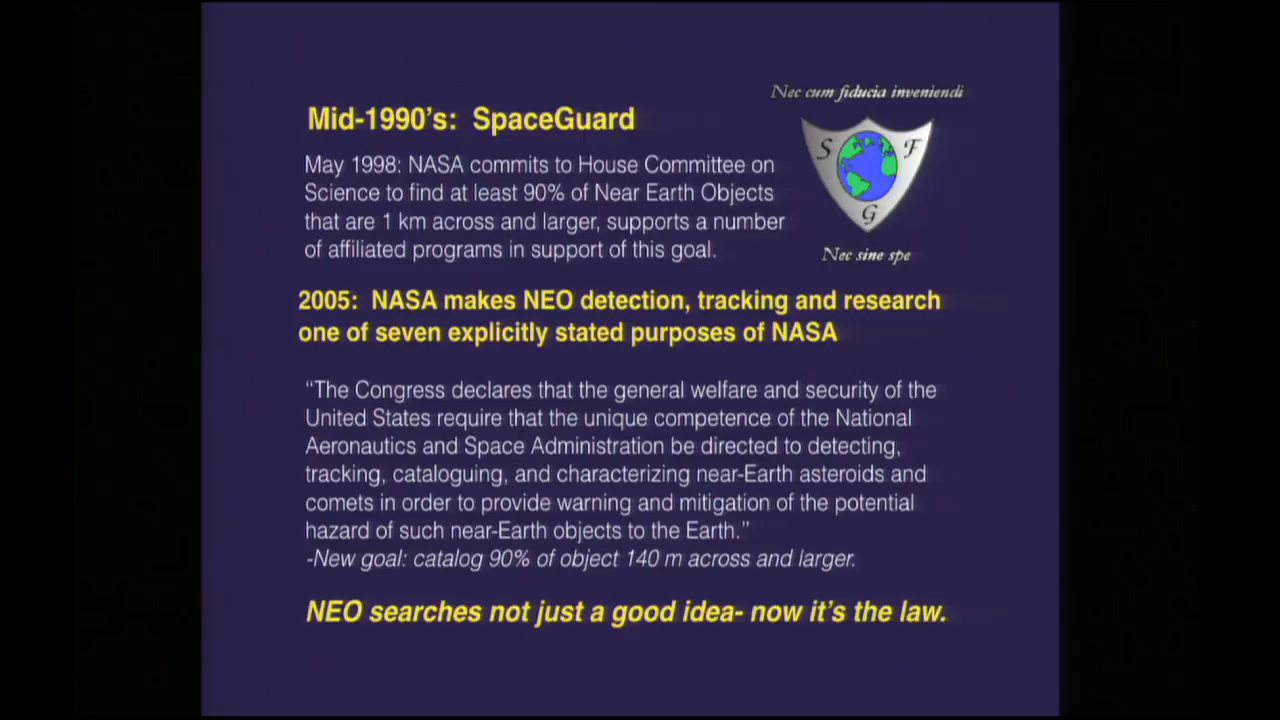 Nec cum fiducia inveniendi
Mid-1990's: SpaceGuard
S F
G
May 1998: NASA commits to House Committee on
Science to find at least 90% of Near Earth Objects
that are 1 km across and larger, supports a number
of affiliated programs in support of this goal.
Nec sine spe
2005: NASA makes NEO detection, tracking and research
one of seven explicitly stated purposes of NASA
“The Congress declares that the general welfare and security of the
United States require that the unique competence of the National
Aeronautics and Space Administration be directed to detecting,
tracking, cataloguing, and characterizing near-Earth asteroids and
comets in order to provide warning and mitigation of the potential
hazard of such near-Earth objects to the Earth.”
-New goal: catalog 90% of object 140 m across and larger.
NEO searches not just a good idea- now it's the law.